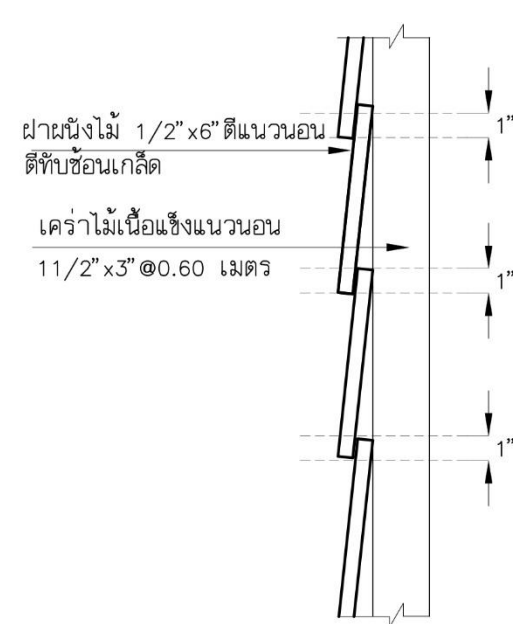 ฝาผนังไม้ 1/2"x6" ตีแนวนอน
ตีทับซ้อนเกล็ด
เคร่าไม้เนื้อแข็งแนวนอน
11/2"x3"@0.60 เมตร
1"
1"
1"